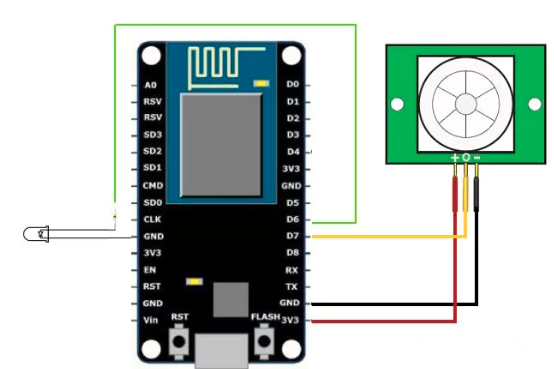 A0
RSV
RSV
SD3
SD2
SD1
CMD
SD0
CLK
GND
3V3
EN
RST
GND
Vin
D0
D1
D2
D3
D4
3V3
GND
D5
D6
D7
D8
RX
TX
GND
3V3
RST
FLASH
+ O -